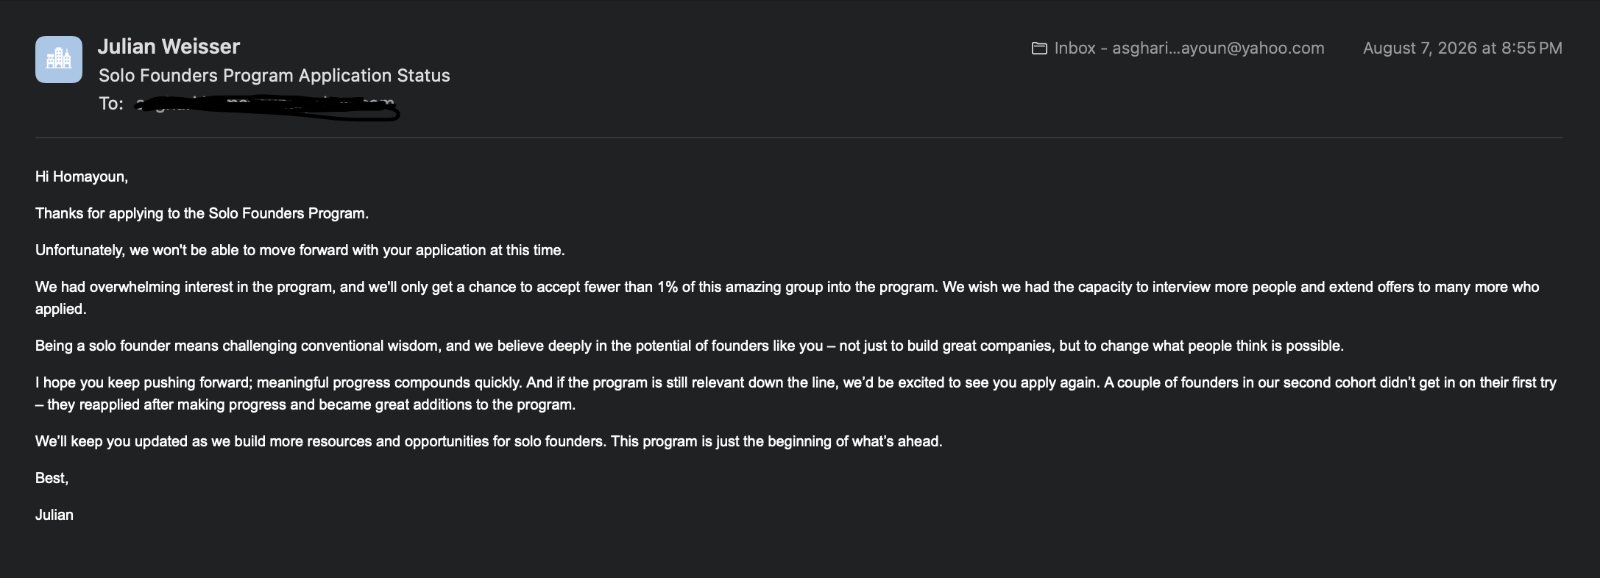 Julian Weisser
Inbox - asghari...ayoun@yahoo.com
August 7, 2026 at 8:55 PM
Solo Founders Program Application Status
To:
Hi Homayoun,
Thanks for applying to the Solo Founders Program.
Unfortunately, we won't be able to move forward with your application at this time.
We had overwhelming interest in the program, and we'll only get a chance to accept fewer than 1% of this amazing group into the program. We wish we had the capacity to interview more people and extend offers to many more who
applied.
Being a solo founder means challenging conventional wisdom, and we believe deeply in the potential of founders like you – not just to build great companies, but to change what people think is possible.
I hope you keep pushing forward; meaningful progress compounds quickly. And if the program is still relevant down the line, we’d be excited to see you apply again. A couple of founders in our second cohort didn’t get in on their first try
– they reapplied after making progress and became great additions to the program.
We’ll keep you updated as we build more resources and opportunities for solo founders. This program is just the beginning of what’s ahead.
Best,
Julian